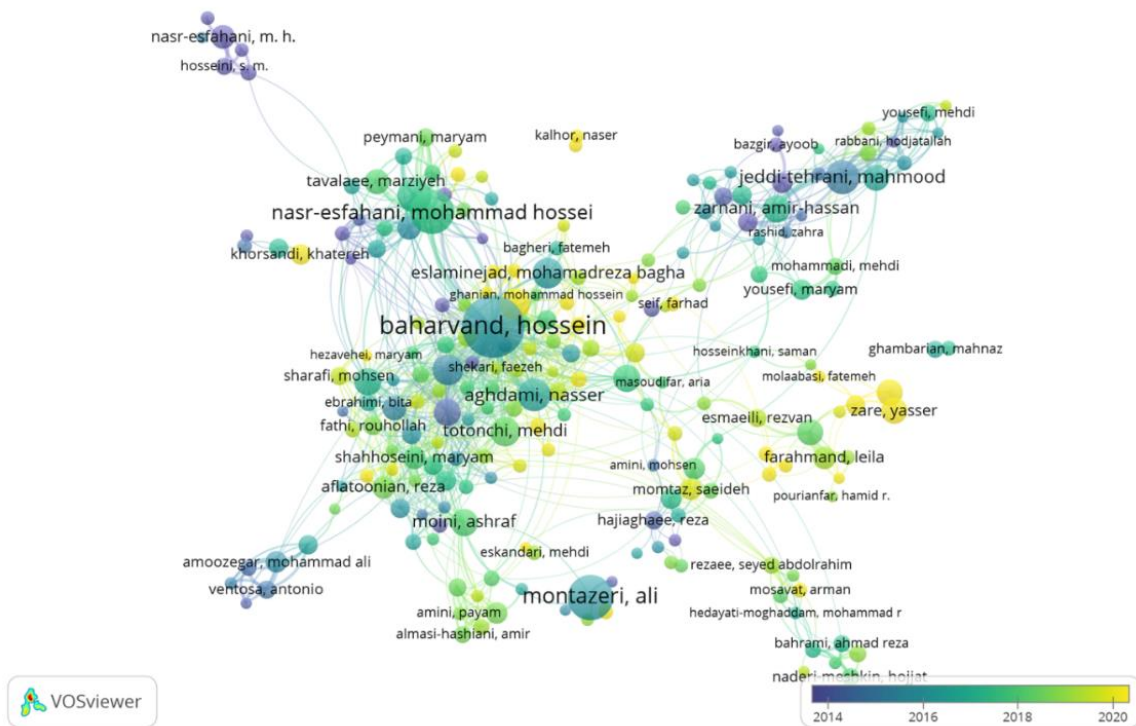 nasr-esfahani, m. h.
hosseini, s. m.
yousefi, mehdi
peymani, maryam
kalhor, naser
rabbani, hodjatallah
bazgir, ayoob
tavalaee, marziyeh
jeddi-tehrani, mahmood
nasr-esfahani, mohammad hossei
zarnani, amir-hassan
rashid, zahra
khorsandi, khatereh
bagheri, fatemeh
eslaminejad, mohamadreza bagha
mohammadi, mehdi
ghanian, mohammad hossein
yousefi, maryam
seif, farhad
baharvand, hossein
hezavehei, maryam
hosseinkhani, saman
ghambarian, mahnaz
shekari, faezeh
sharafi, mohsen
masoudifar, aria
molaabasi, fatemeh
aghdami, nasser
ebrahimi, bita
zare, yasser
esmaeili, rezvan
fathi, rouhollah
totonchi, mehdi
shahhoseini, maryam
farahmand, leila
amini, mohsen
aflatoonian, reza
momtaz, saeideh
pourianfar, hamid r.
moini, ashraf
hajiaghaee, reza
eskandari, mehdi
amoozegar, mohammad ali
rezaee, seyed abdolrahim
ventosa, antonio
mosavat, arman
montazeri, ali
amini, payam
hedayati-moghaddam, mohammad r
almasi-hashiani, amir
bahrami, ahmad reza
naderi-meshkin, hojjat
VOSviewer
2014 2016 2018 2020